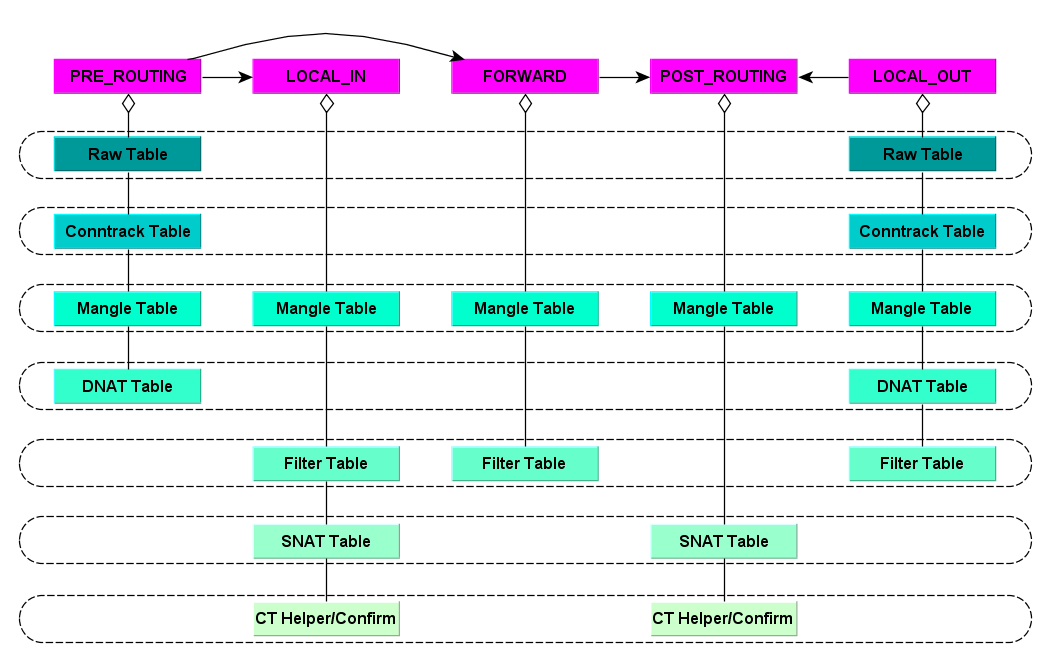 PRE_ROUTING LOCAL_IN FORWARD POST_ROUTING LOCAL_OUT
Raw Table Raw Table
Conntrack Table Conntrack Table
Mangle Table Mangle Table Mangle Table Mangle Table Mangle Table
DNAT Table DNAT Table
Filter Table Filter Table Filter Table
SNAT Table SNAT Table
CT Helper/Confirm CT Helper/Confirm